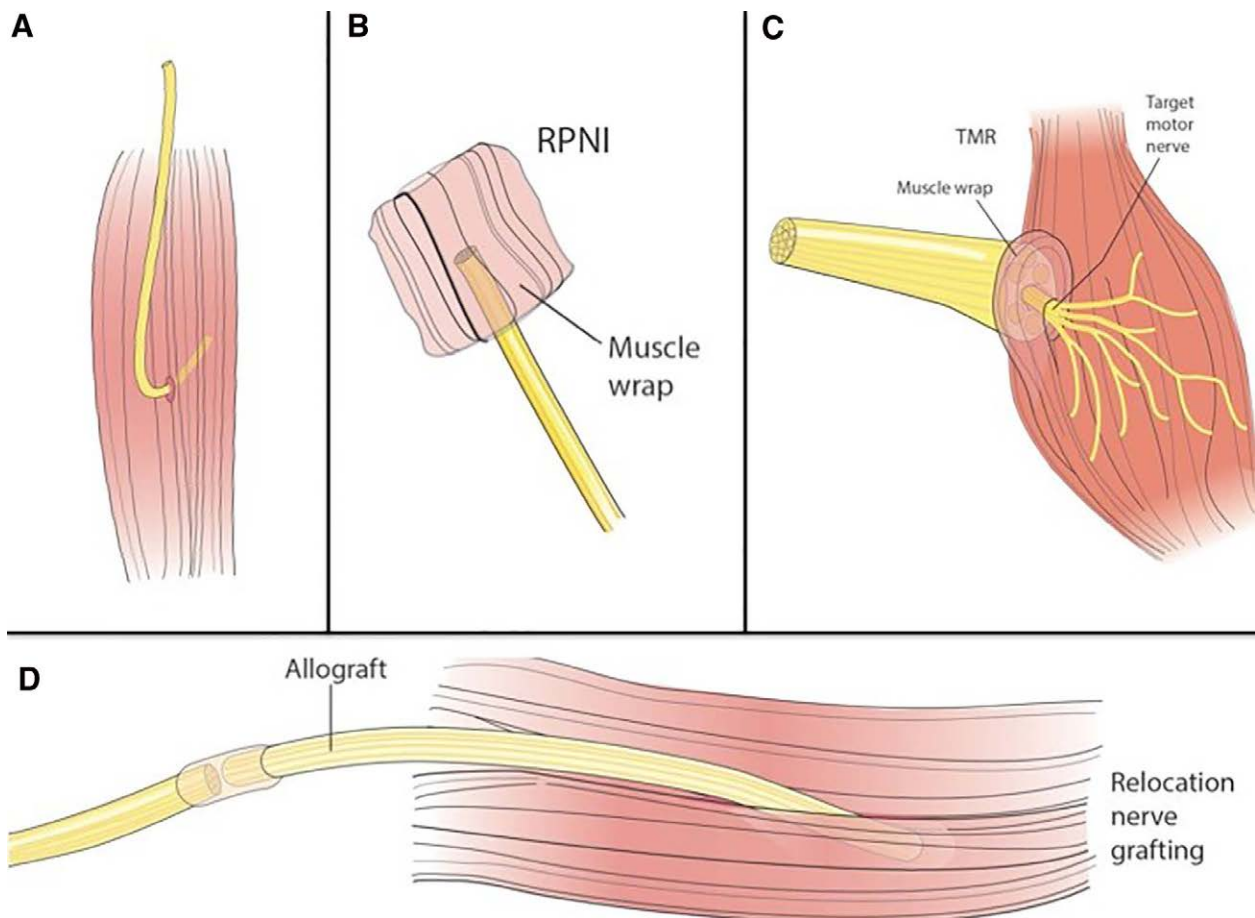 A
B
C
RPNI
Muscle
wrap
TMR
Target
motor
nerve
Muscle wrap
D
Allograft
Relocation
nerve
grafting